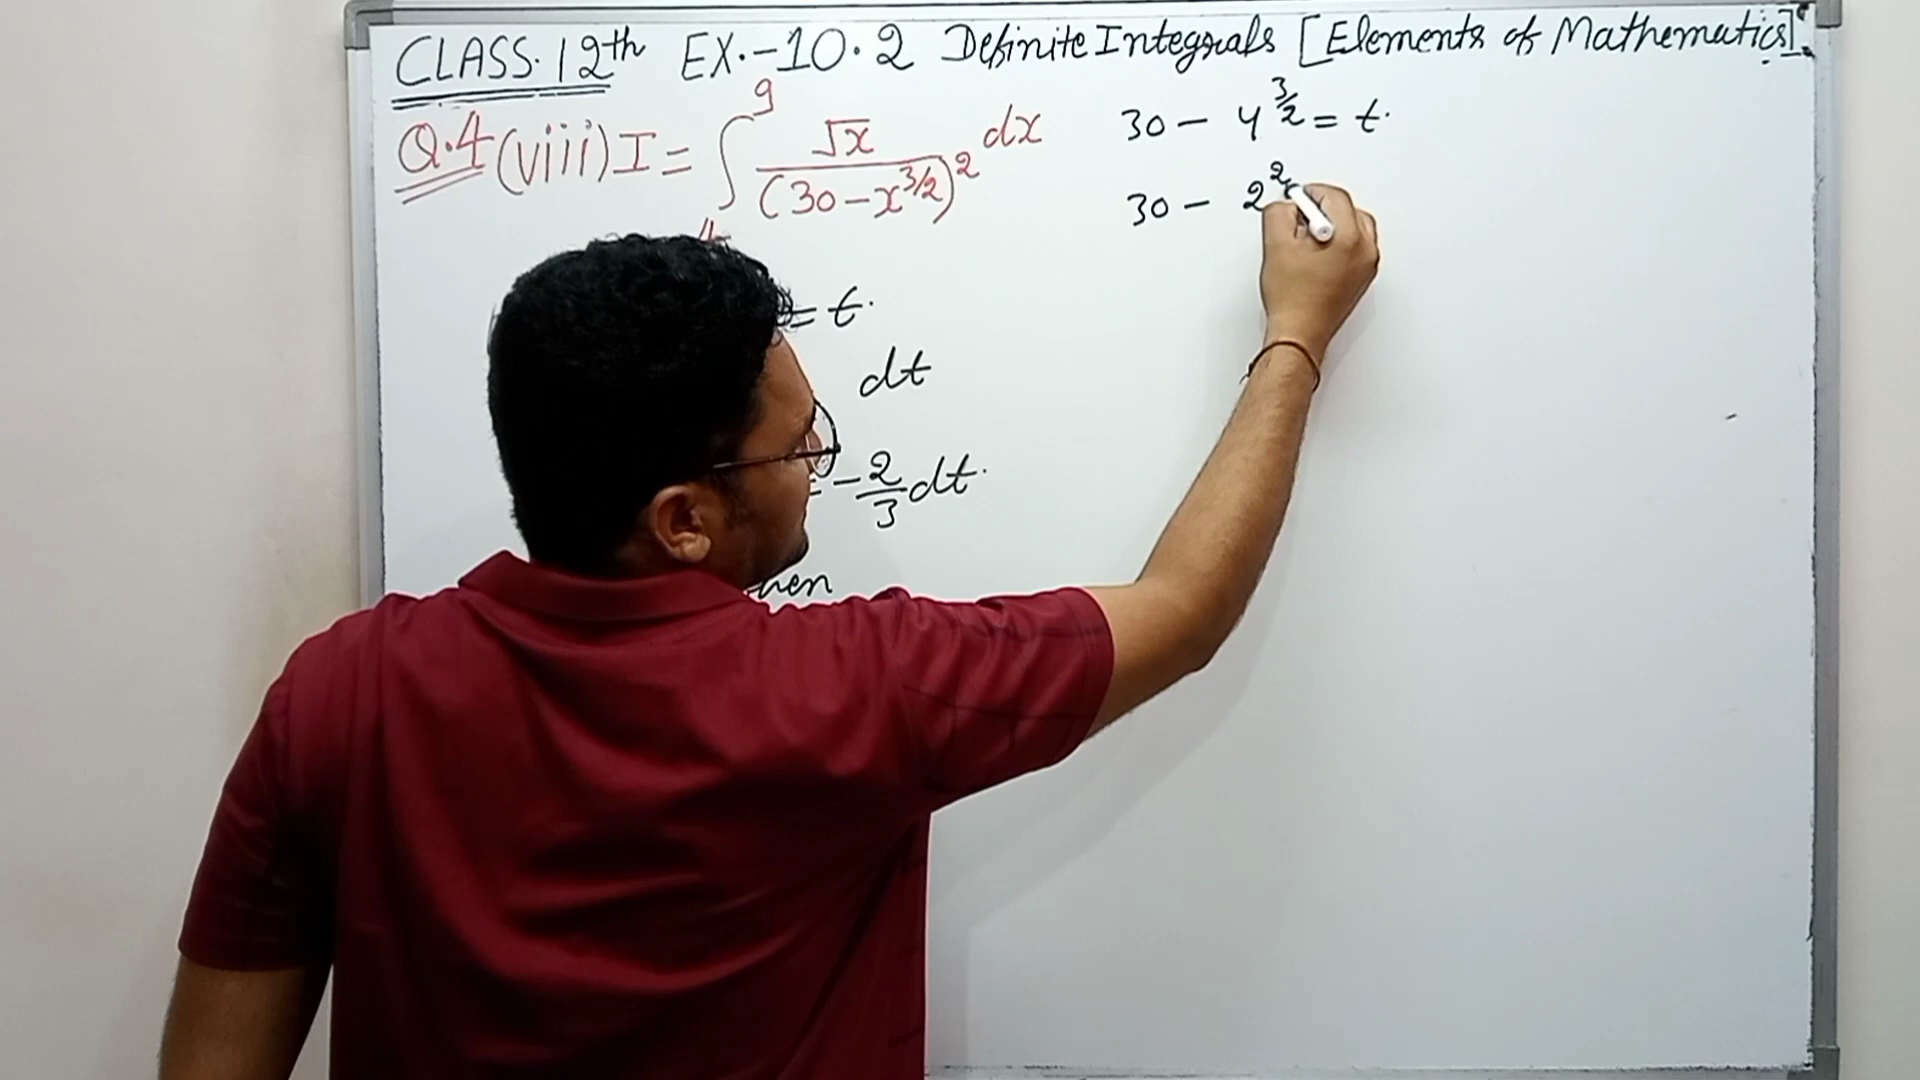 CLASS. 12th EX.-10.2 Definite Integrals [Elements of Mathematics]
Q.4 (viii) I = ∫₄⁹ √x / (30 - x^3/2)^2 dx
= t.
dt
= -2/3 dt.
30 - 4^3/2 = t.
30 - 2^2